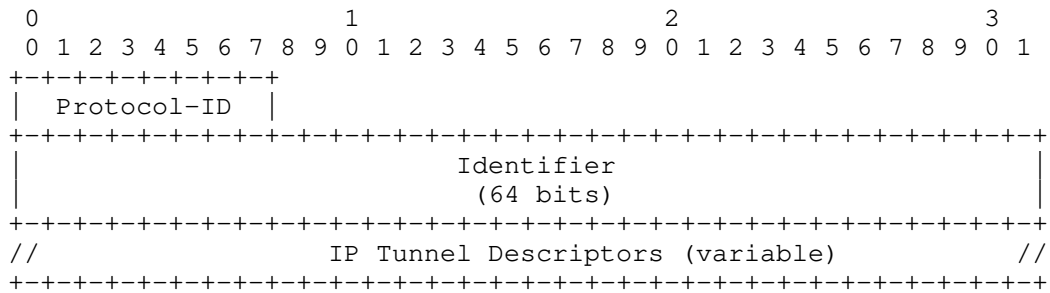 0                   1                   2                   3
 0 1 2 3 4 5 6 7 8 9 0 1 2 3 4 5 6 7 8 9 0 1 2 3 4 5 6 7 8 9 0 1
+-+-+-+-+-+-+-+-+
|  Protocol-ID  |
+-+-+-+-+-+-+-+-+-+-+-+-+-+-+-+-+-+-+-+-+-+-+-+-+-+-+-+-+-+-+-+-+
|                           Identifier                          |
|                            (64 bits)                          |
+-+-+-+-+-+-+-+-+-+-+-+-+-+-+-+-+-+-+-+-+-+-+-+-+-+-+-+-+-+-+-+-+
//                  IP Tunnel Descriptors (variable)           //
+-+-+-+-+-+-+-+-+-+-+-+-+-+-+-+-+-+-+-+-+-+-+-+-+-+-+-+-+-+-+-+-+